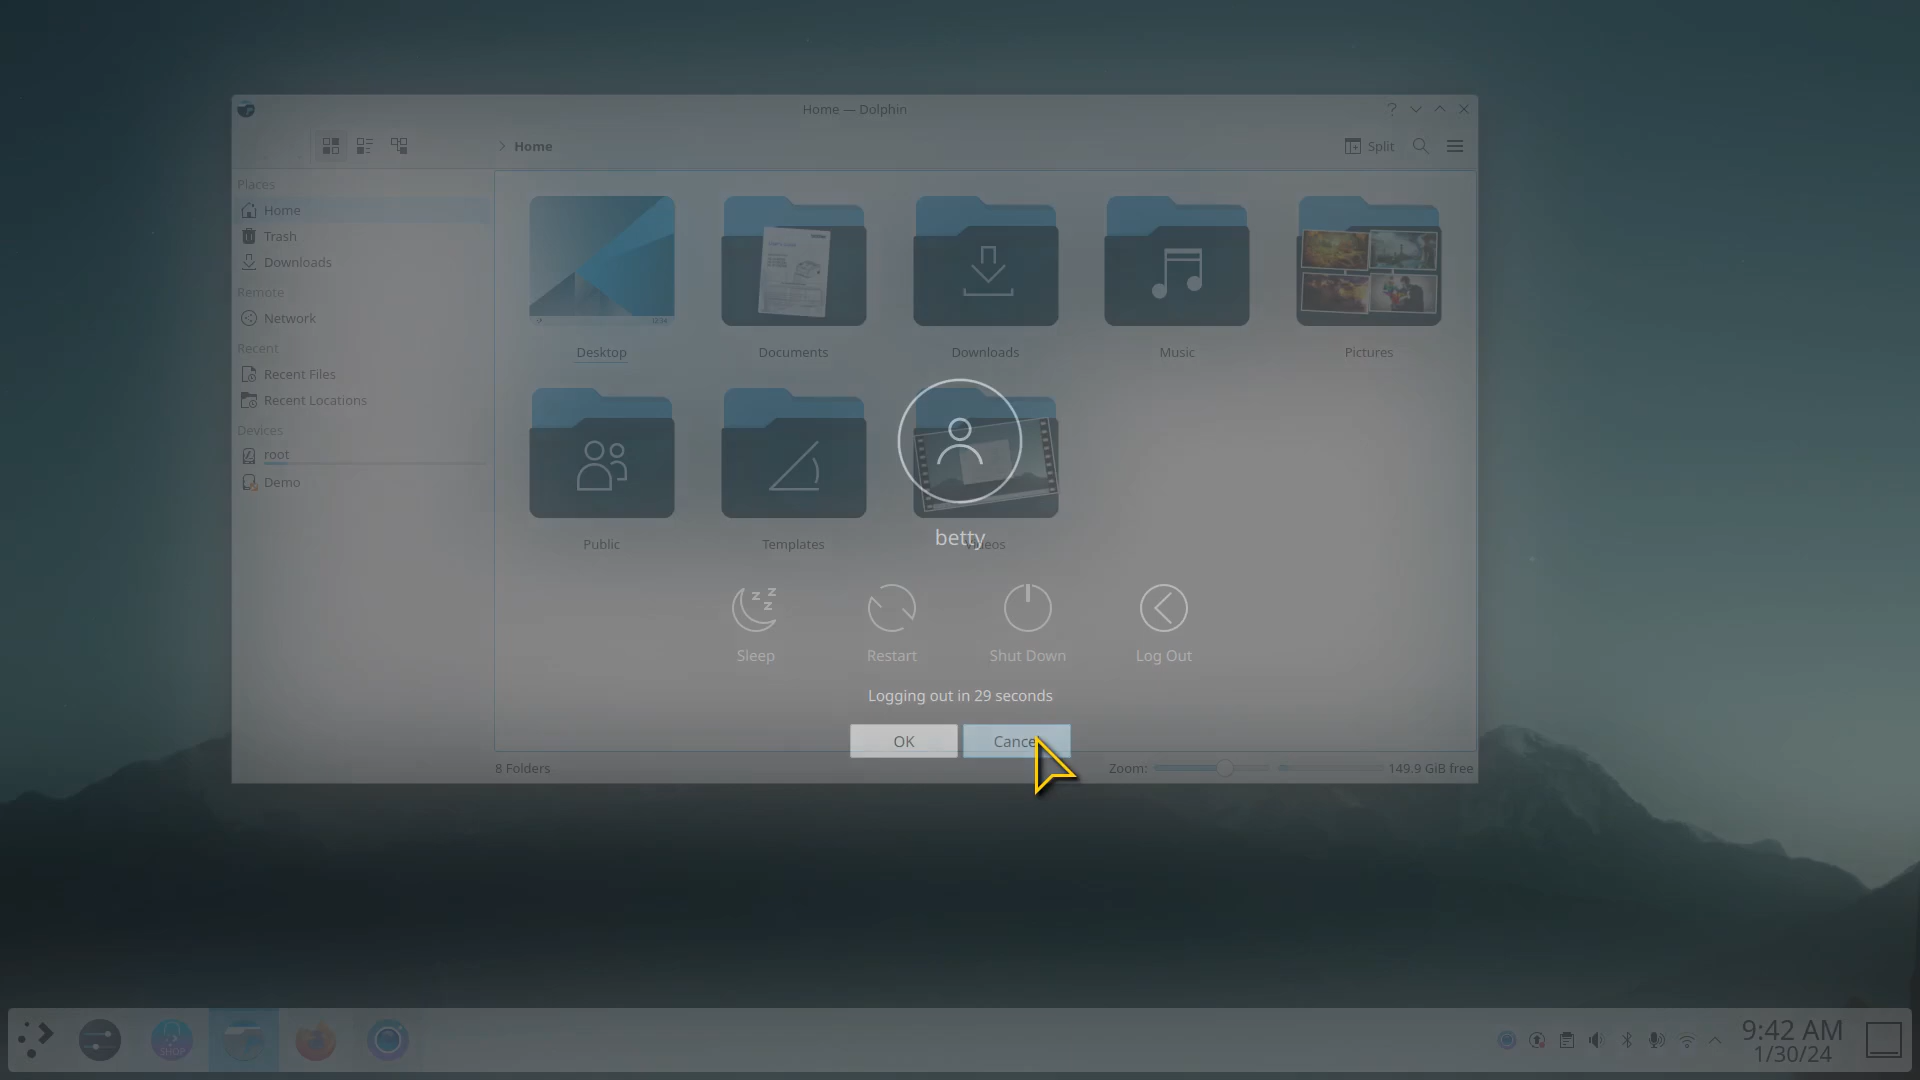 Home — Dolphin
Home
Split
Places
Home
Trash
Downloads
Remote
Network
Recent
Recent Files
Recent Locations
Devices
root
Demo
Desktop
Documents
Downloads
Music
Pictures
Public
Templates
betty
Sleep
Restart
Shut Down
Log Out
Logging out in 29 seconds
OK
Cancel
8 Folders
Zoom:
149.9 GiB free
SHOP
9:42 AM
1/30/24